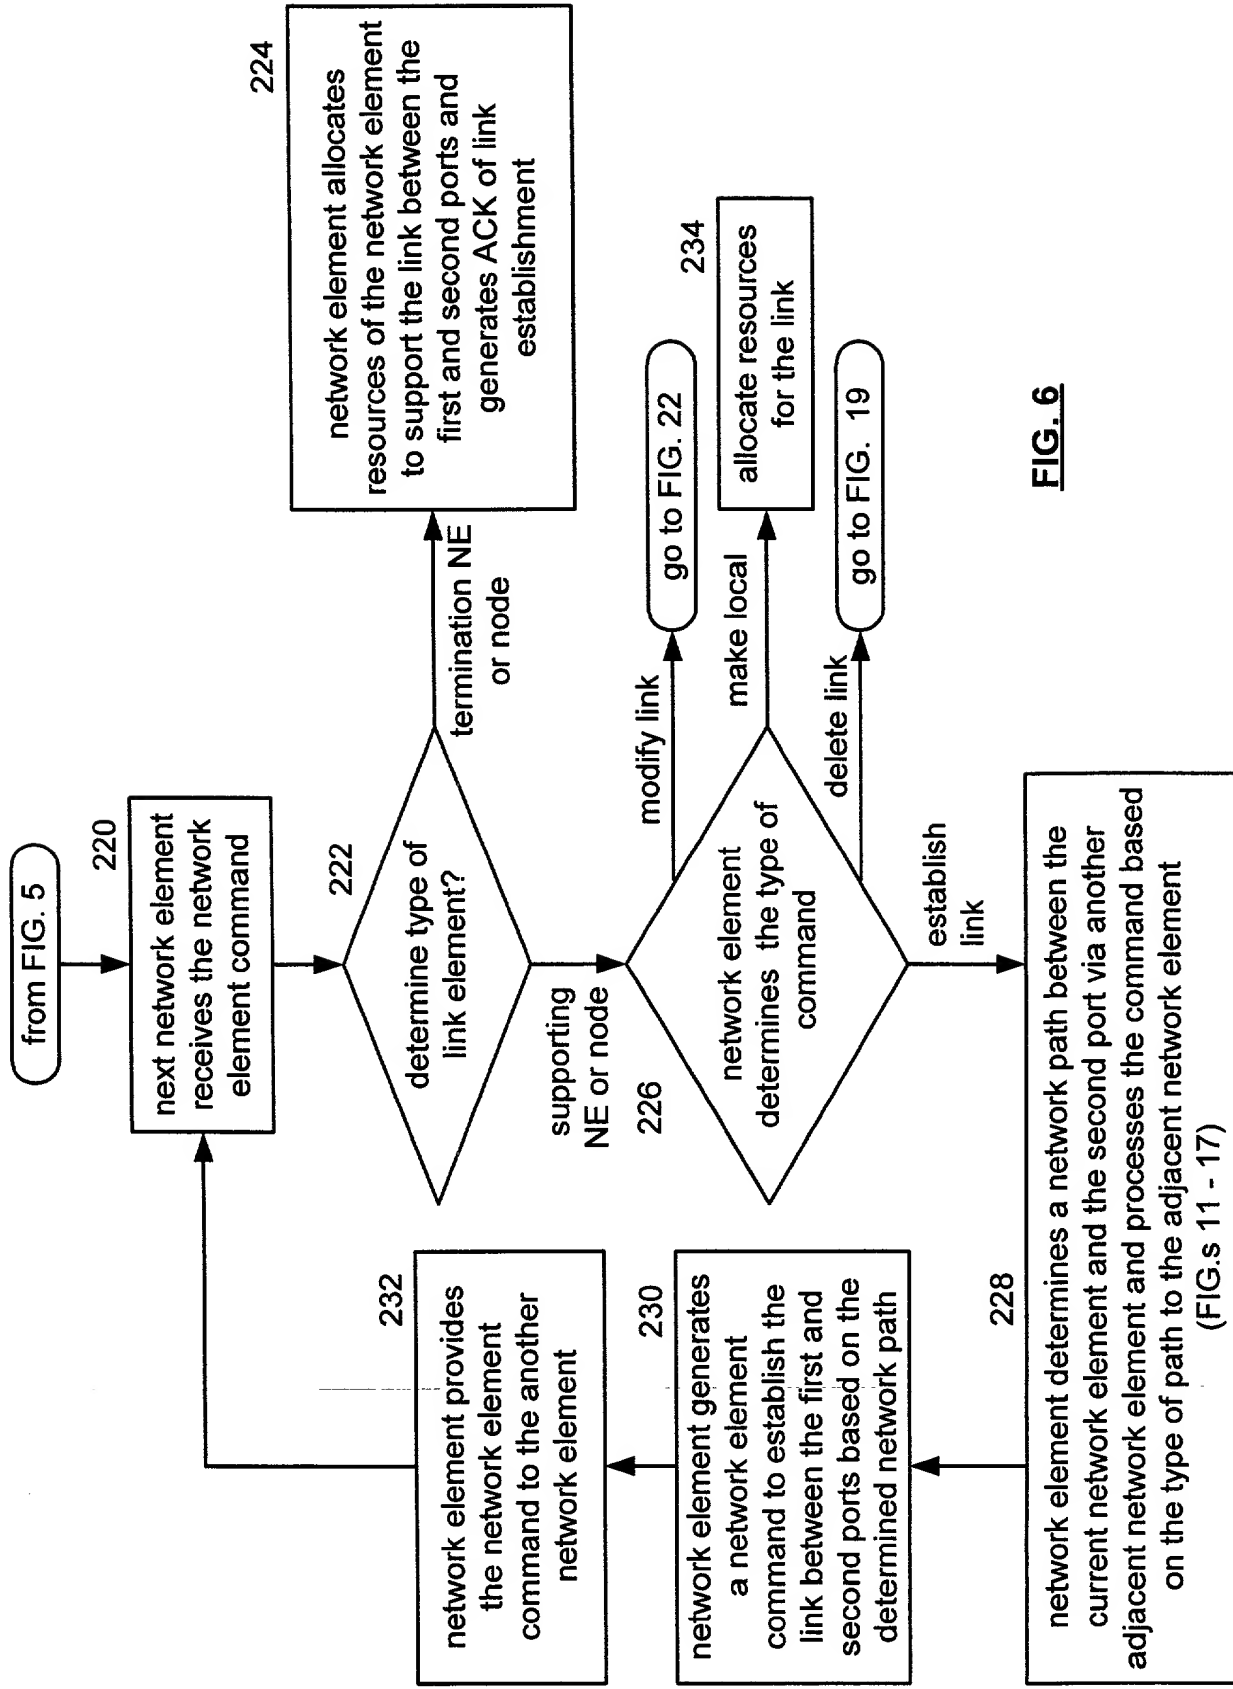 from FIG. 5
220
next network element
receives the network
element command
222
determine type of
link element?
termination NE
or node
224
network element allocates
resources of the network element
to support the link between the
first and second ports and
generates ACK of link
establishment
supporting
NE or node
226
network element
determines the type of
command
modify link
go to FIG. 22
make local
234
allocate resources
for the link
delete link
go to FIG. 19
establish
link
228
network element determines a network path between the
current network element and the second port via another
adjacent network element and processes the command based
on the type of path to the adjacent network element
(FIG.s 11 - 17)
230
network element generates
a network element
command to establish the
link between the first and
second ports based on the
determined network path
232
network element provides
the network element
command to the another
network element
FIG. 6